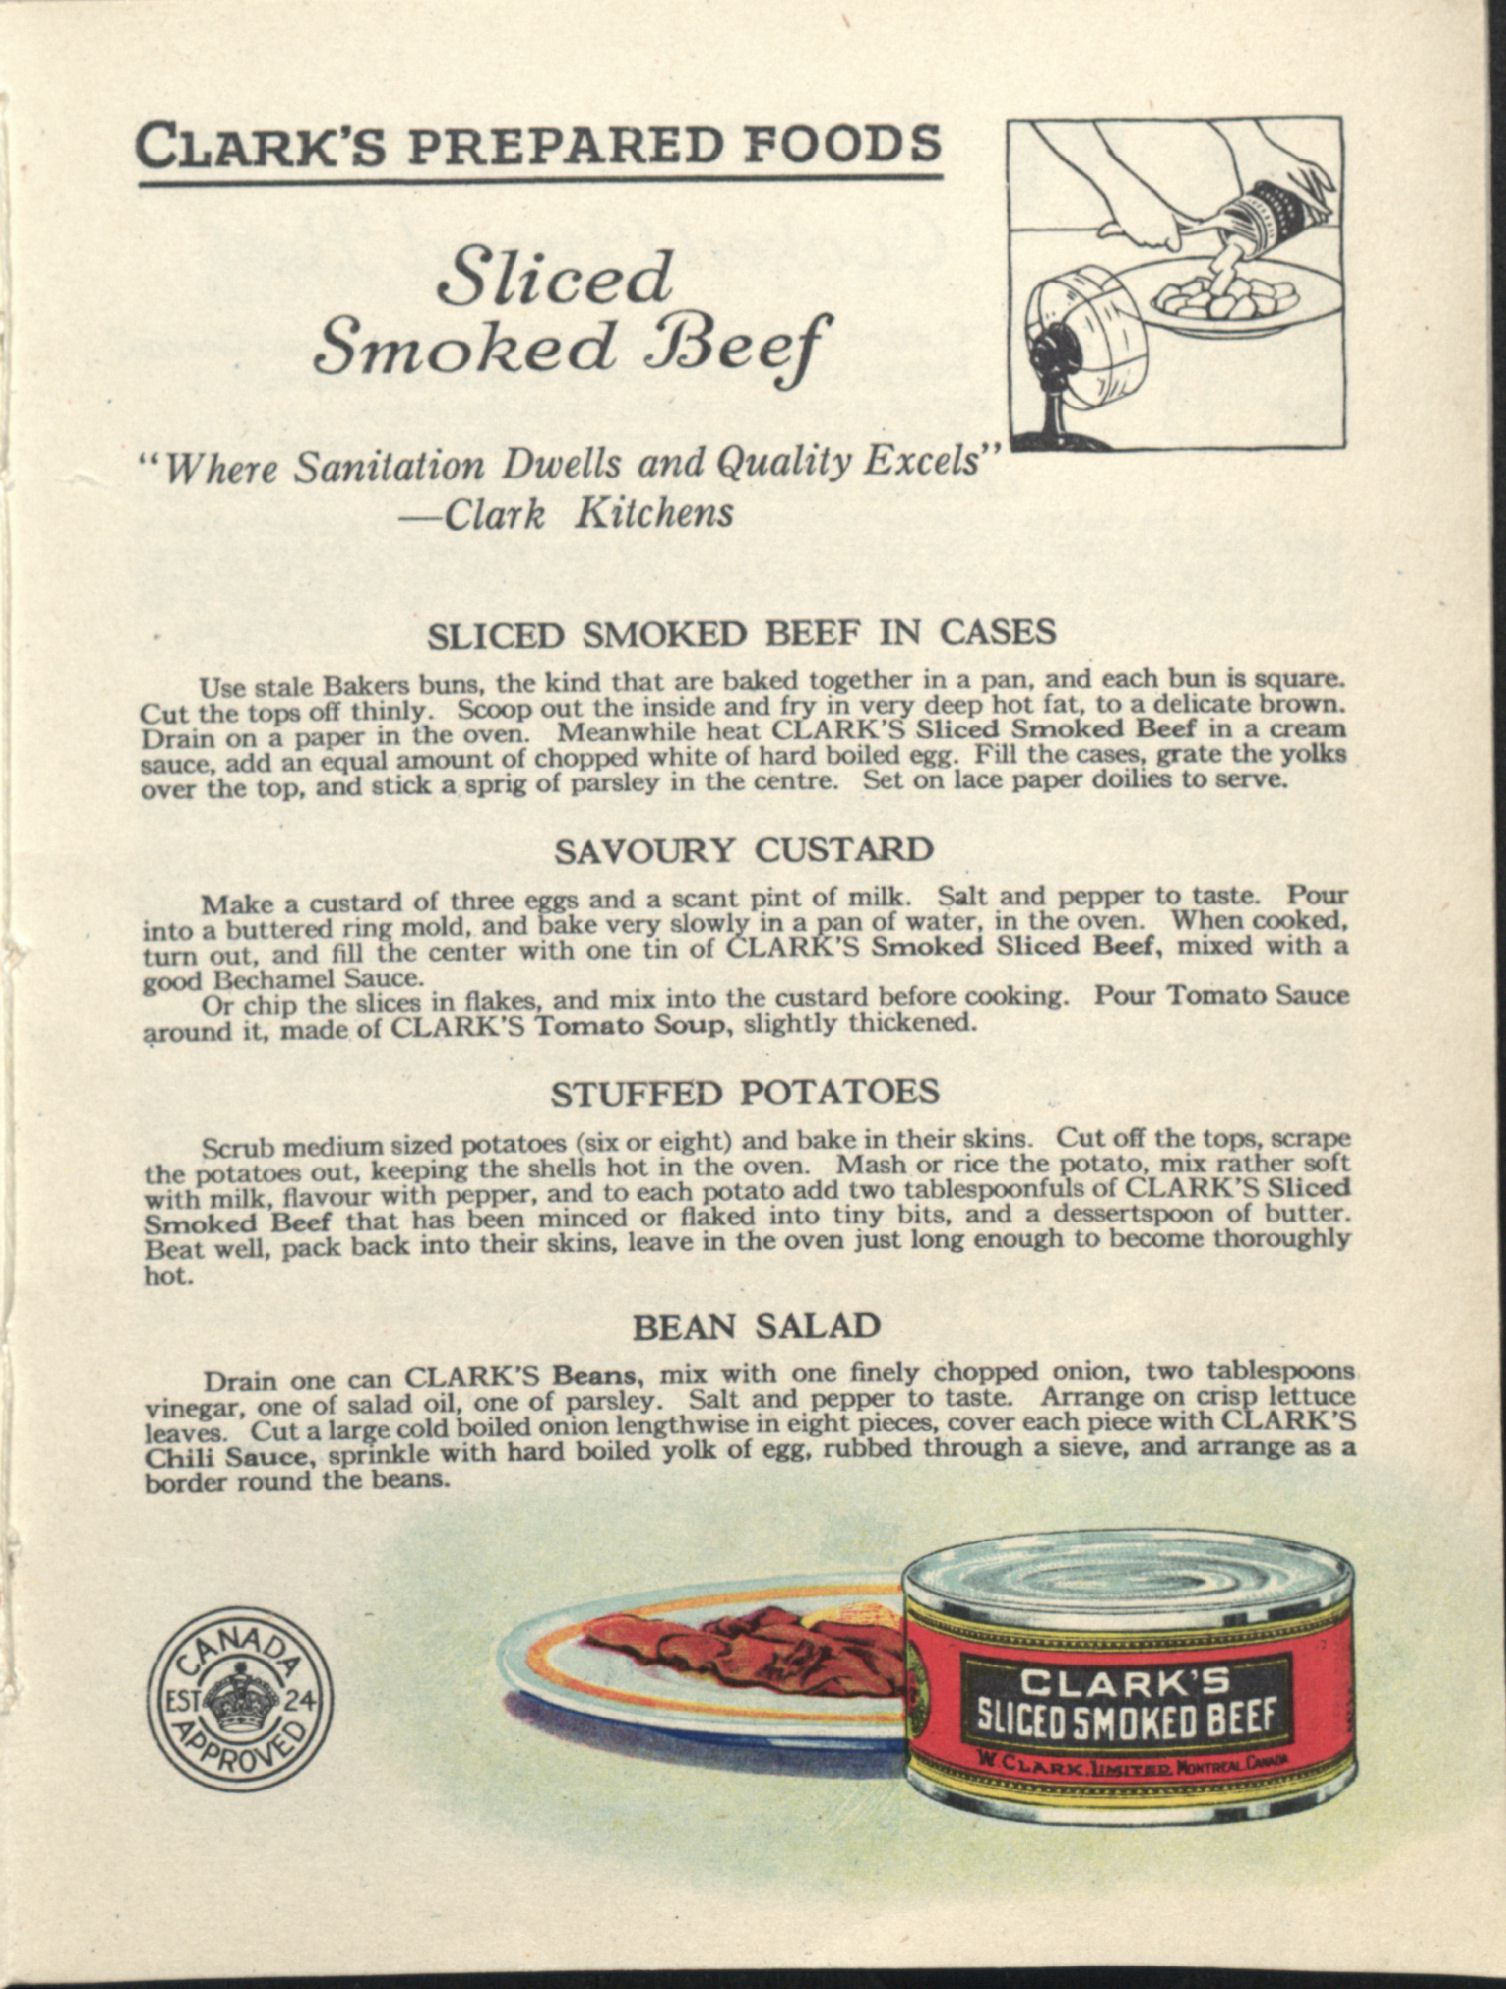 CLARK'S PREPARED FOODS
Sliced
Smoked Beef
"Where Sanitation Dwells and Quality Excels"
—Clark Kitchens
SLICED SMOKED BEEF IN CASES
Use stale Bakers buns, the kind that are baked together in a pan, and each bun is square.
Cut the tops off thinly. Scoop out the inside and fry in very deep hot fat, to a delicate brown.
Drain on a paper in the oven. Meanwhile heat CLARK'S Sliced Smoked Beef in a cream
sauce, add an equal amount of chopped white of hard boiled egg. Fill the cases, grate the yolks
over the top, and stick a sprig of parsley in the centre. Set on lace paper doilies to serve.
SAVOURY CUSTARD
Make a custard of three eggs and a scant pint of milk. Salt and pepper to taste. Pour
into a buttered ring mold, and bake very slowly in a pan of water, in the oven. When cooked,
turn out, and fill the center with one tin of CLARK'S Smoked Sliced Beef, mixed with a
good Bechamel Sauce.
Or chip the slices in flakes, and mix into the custard before cooking. Pour Tomato Sauce
around it, made of CLARK'S Tomato Soup, slightly thickened.
STUFFED POTATOES
Scrub medium sized potatoes (six or eight) and bake in their skins. Cut off the tops, scrape
the potatoes out, keeping the shells hot in the oven. Mash or rice the potato, mix rather soft
with milk, flavour with pepper, and to each potato add two tablespoonfuls of CLARK'S Sliced
Smoked Beef that has been minced or flaked into tiny bits, and a dessertspoon of butter.
Beat well, pack back into their skins, leave in the oven just long enough to become thoroughly
hot.
BEAN SALAD
Drain one can CLARK'S Beans, mix with one finely chopped onion, two tablespoons
vinegar, one of salad oil, one of parsley. Salt and pepper to taste. Arrange on crisp lettuce
leaves. Cut a large cold boiled onion lengthwise in eight pieces, cover each piece with CLARK'S
Chili Sauce, sprinkle with hard boiled yolk of egg, rubbed through a sieve, and arrange as a
border round the beans.
CANADA
EST 24
APPROVED
CLARK'S
SLICED SMOKED BEEF
W. CLARK. LIMITED. MONTREAL. CANADA